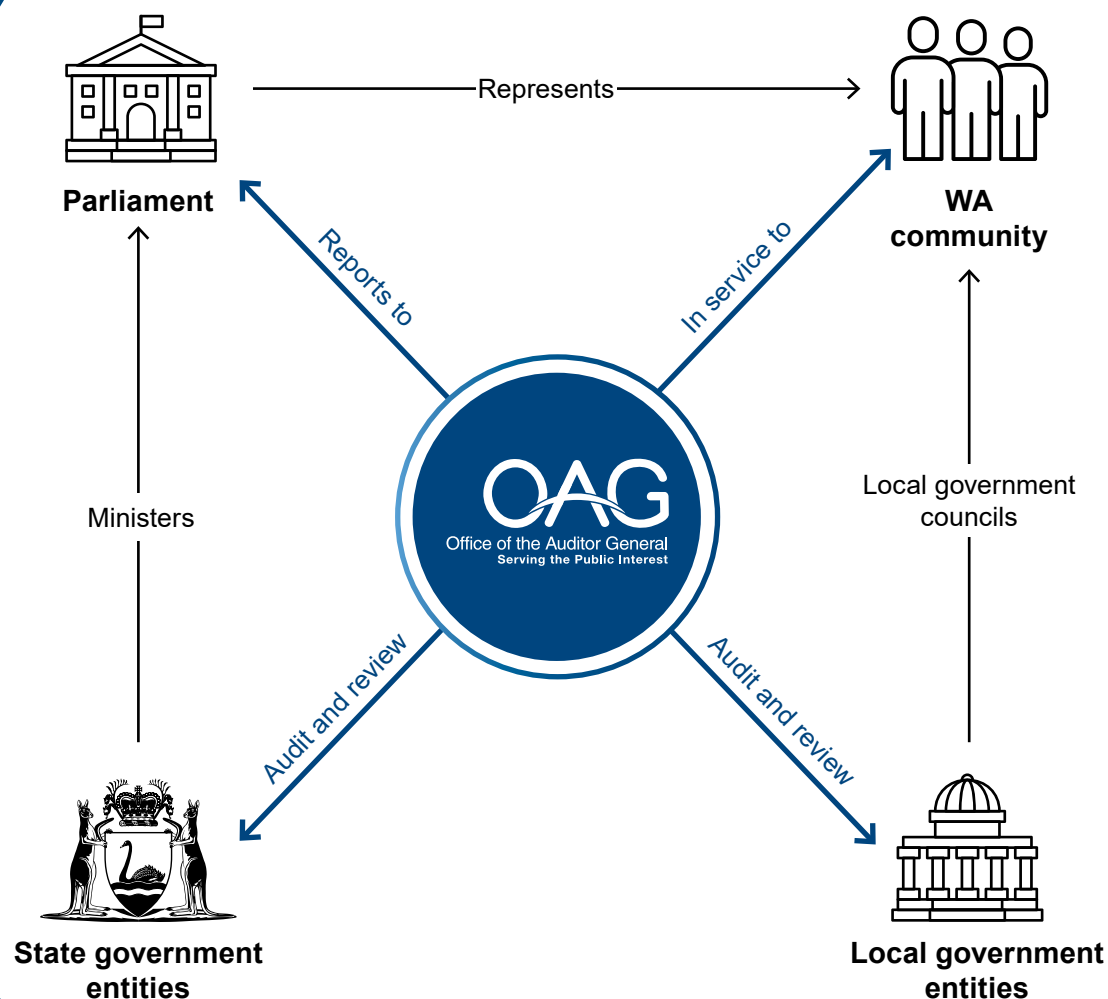 Represents
Parliament
WA
community
Reports to
In service to
OAG
Office of the Auditor General
Serving the Public Interest
Ministers
Local government
councils
Audit and review
Audit and review
State government
entities
Local government
entities